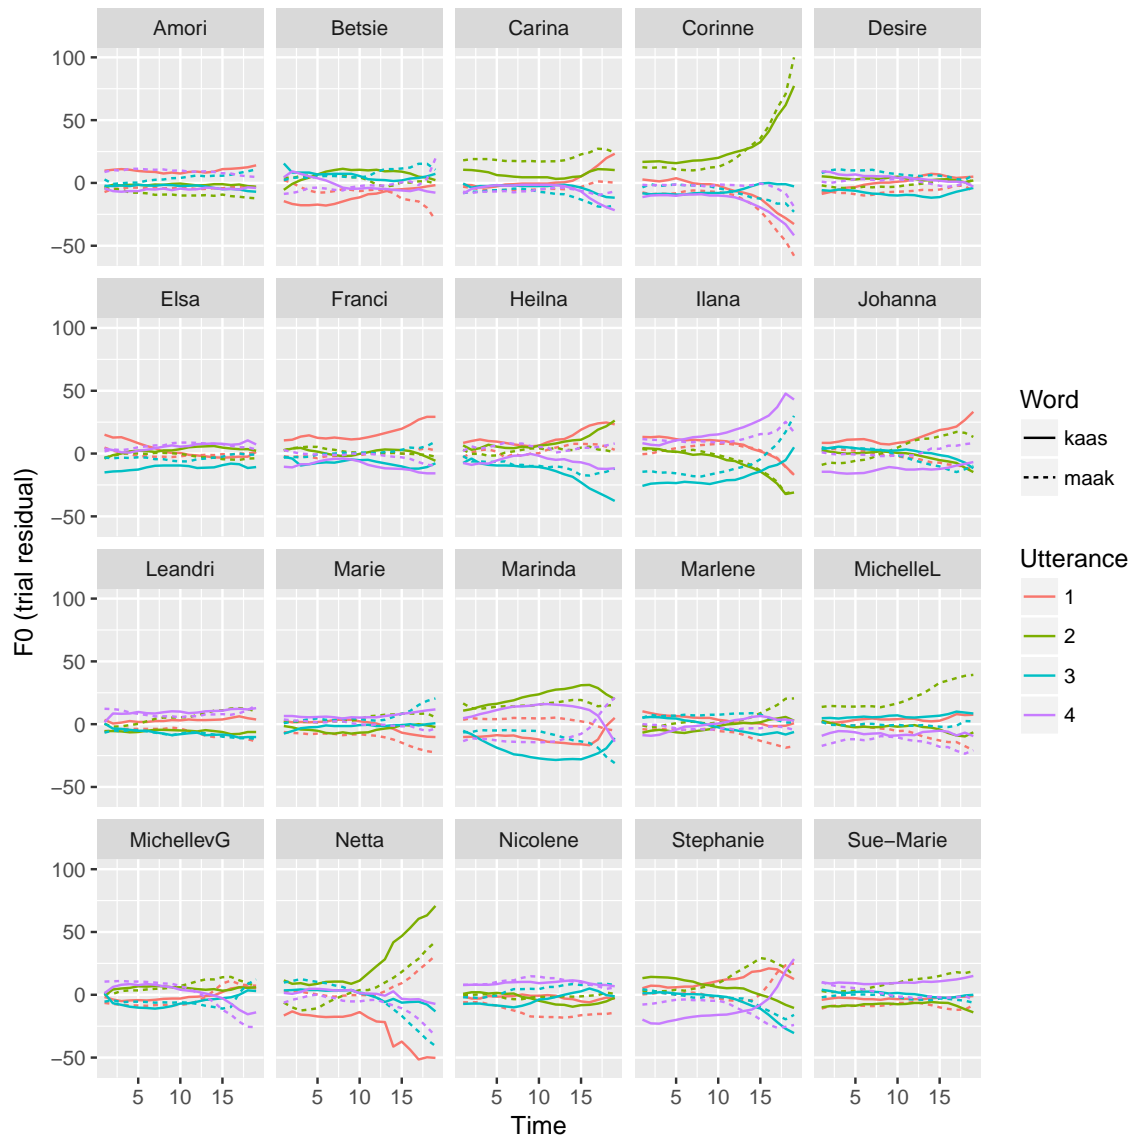 Amori Betsie Carina Corinne Desire
100
50
0
−50
Elsa Franci Heilna Ilana Johanna
100
50
0
−50
Leandri Marie Marinda Marlene MichelleL
100
50
0
−50
MichellevG Netta Nicolene Stephanie Sue−Marie
100
50
0
−50
5 10 15 5 10 15 5 10 15 5 10 15 5 10 15
Time
F0 (trial residual)
Word
kaas
maak
Utterance
1
2
3
4